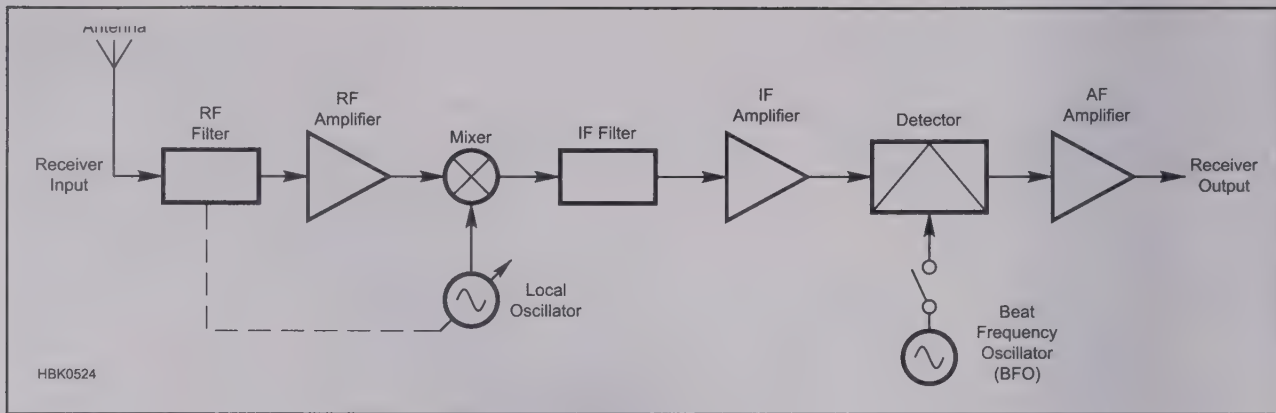 Antenna
RF
Filter
RF
Amplifier
Mixer
IF Filter
IF
Amplifier
Detector
AF
Amplifier
Receiver
Input
Receiver
Output
Local
Oscillator
Beat
Frequency
Oscillator
(BFO)
HBK0524